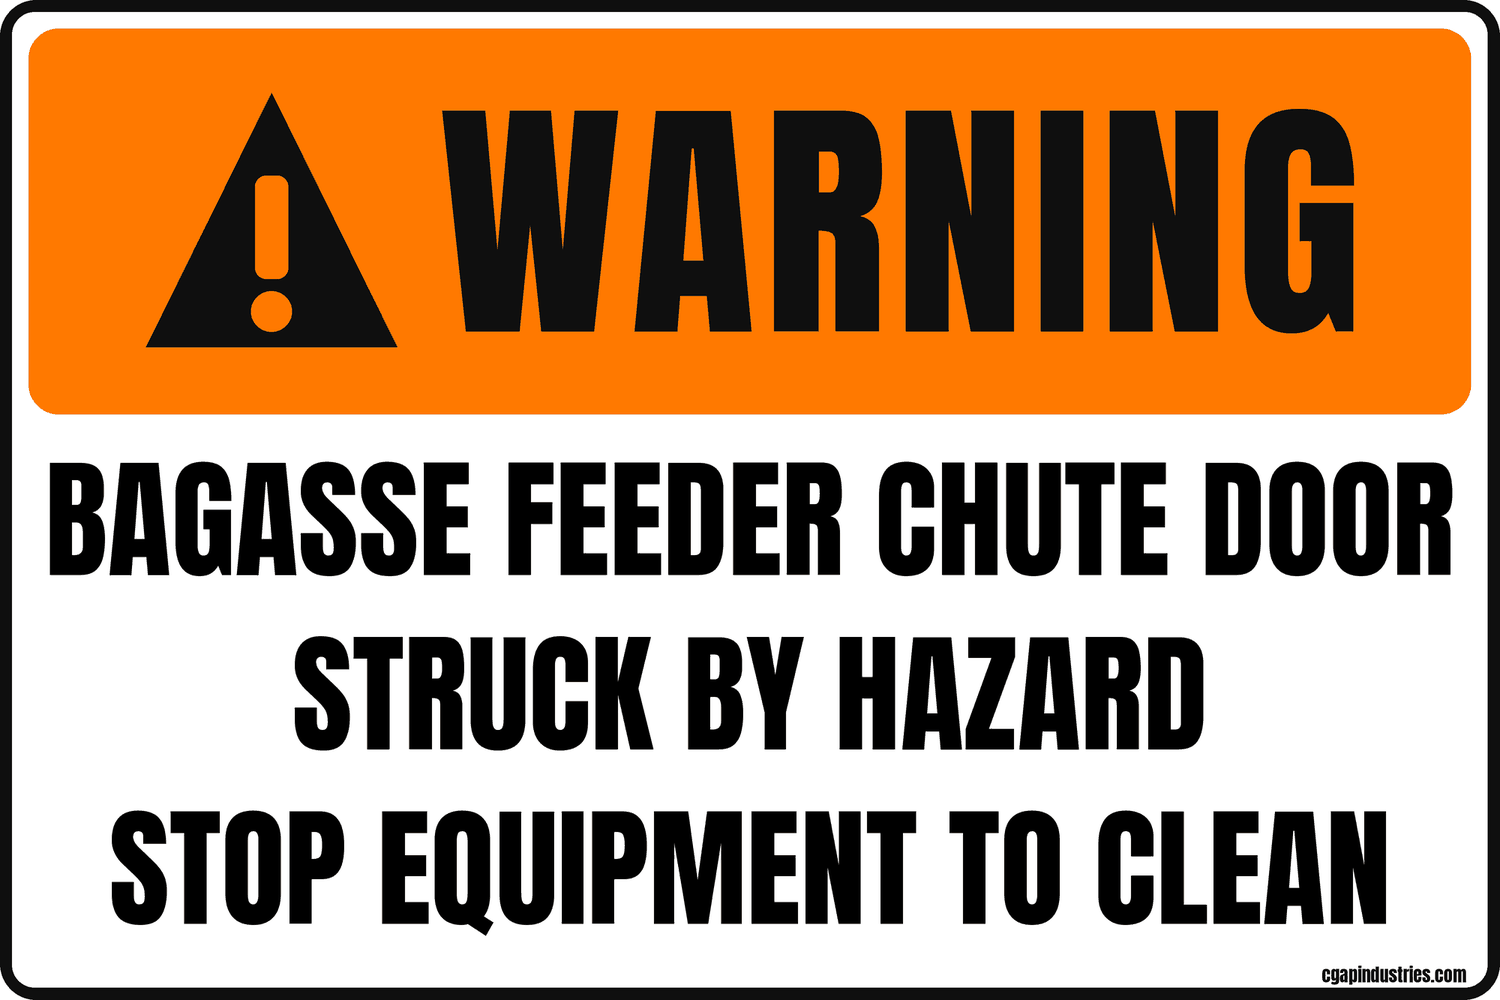 WARNING
BAGASSE FEEDER CHUTE DOOR
STRUCK BY HAZARD
STOP EQUIPMENT TO CLEAN
cgapindustries.com